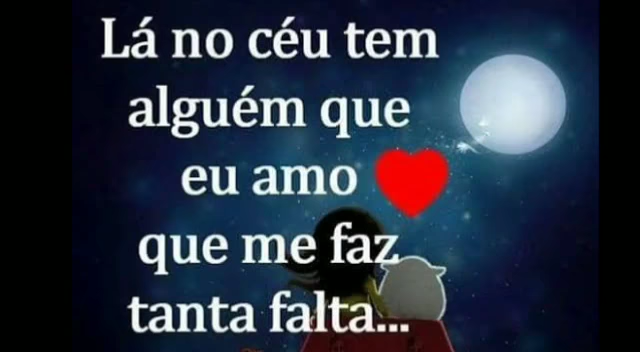 Lá no céu tem
alguém que
eu amo
que me faz
tanta falta...